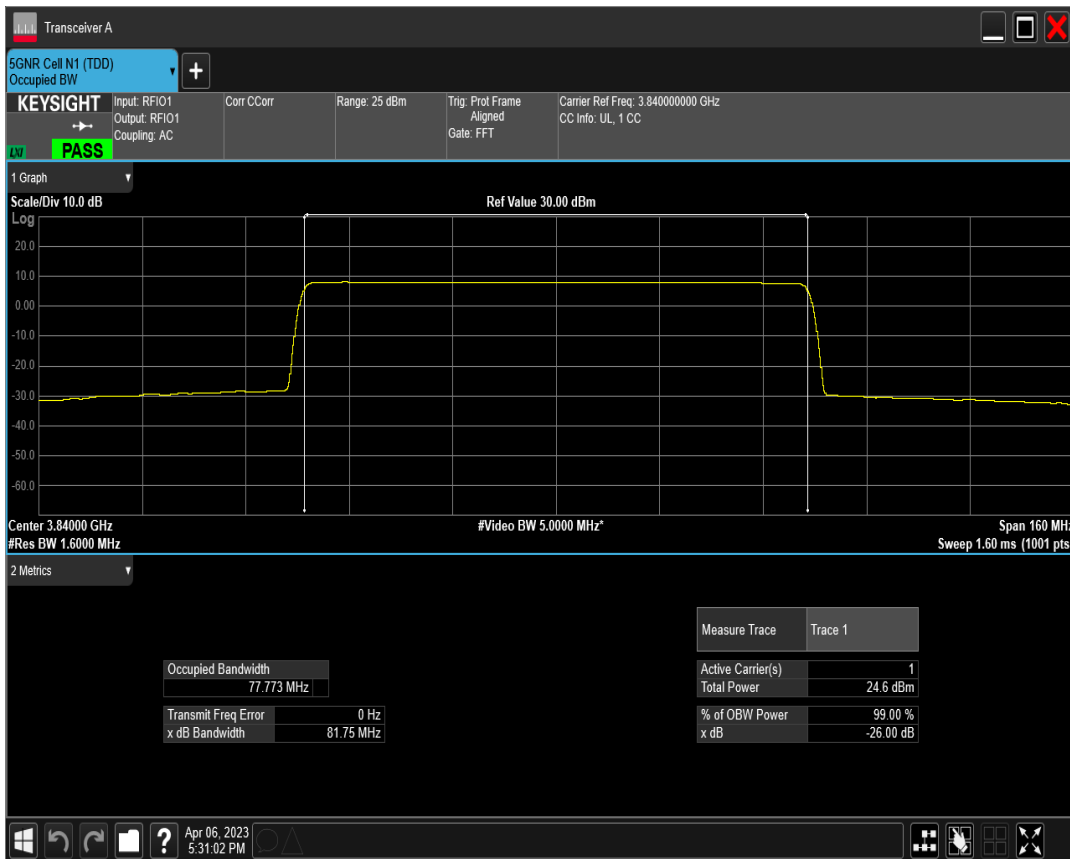 Transceiver A
5GNR Cell N1 (TDD)
Occupied BW
+
KEYSIGHT
LXI
PASS
Input: RFIO1
Output: RFIO1
Coupling: AC
Corr CCorr
Range: 25 dBm
Trig: Prot Frame
Aligned
Gate: FFT
Carrier Ref Freq: 3.840000000 GHz
CC Info: UL, 1 CC
1 Graph
Scale/Div 10.0 dB
Ref Value 30.00 dBm
Log
20.0
10.0
0.00
-10.0
-20.0
-30.0
-40.0
-50.0
-60.0
Center 3.84000 GHz
#Video BW 5.0000 MHz*
Span 160 MHz
#Res BW 1.6000 MHz
Sweep 1.60 ms (1001 pts
2 Metrics
Measure Trace Trace 1
Occupied Bandwidth
77.773 MHz
Active Carrier(s) 1
Total Power 24.6 dBm
Transmit Freq Error 0 Hz
x dB Bandwidth 81.75 MHz
% of OBW Power 99.00 %
x dB -26.00 dB
?
Apr 06, 2023
5:31:02 PM